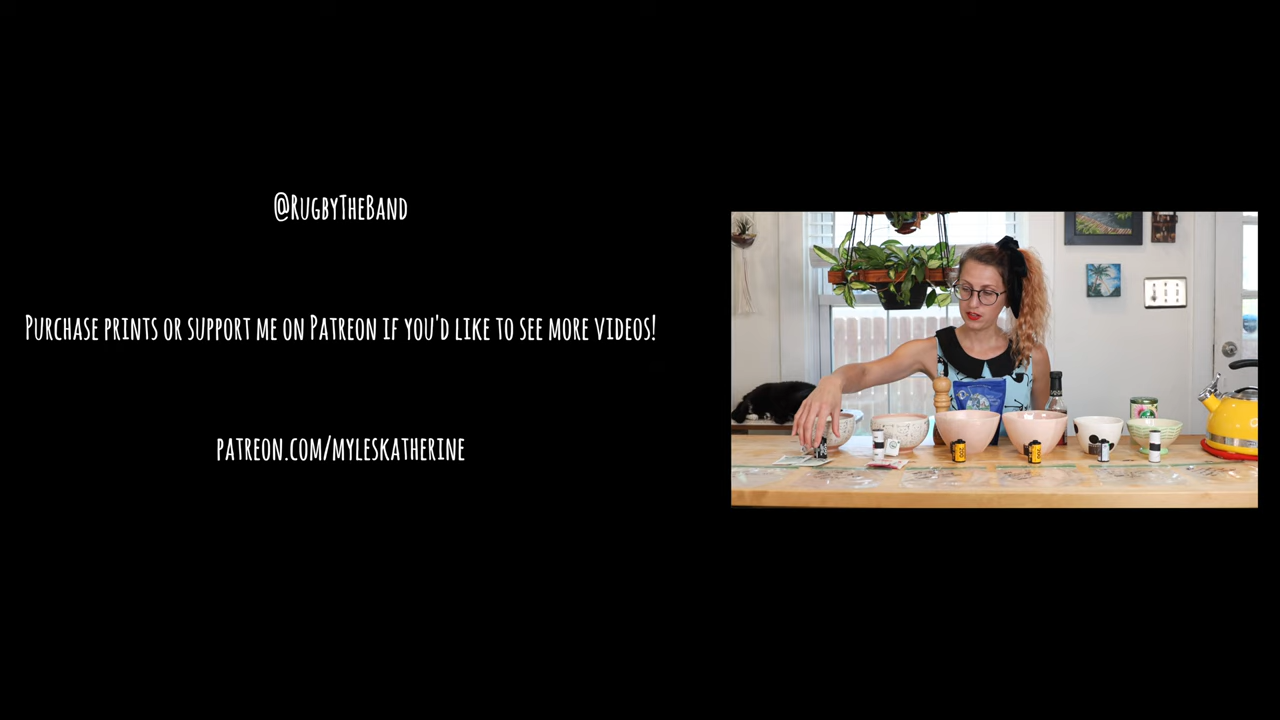 @RugbyTheBand
Purchase prints or support me on Patreon if you'd like to see more videos!
patreon.com/myleskatherine